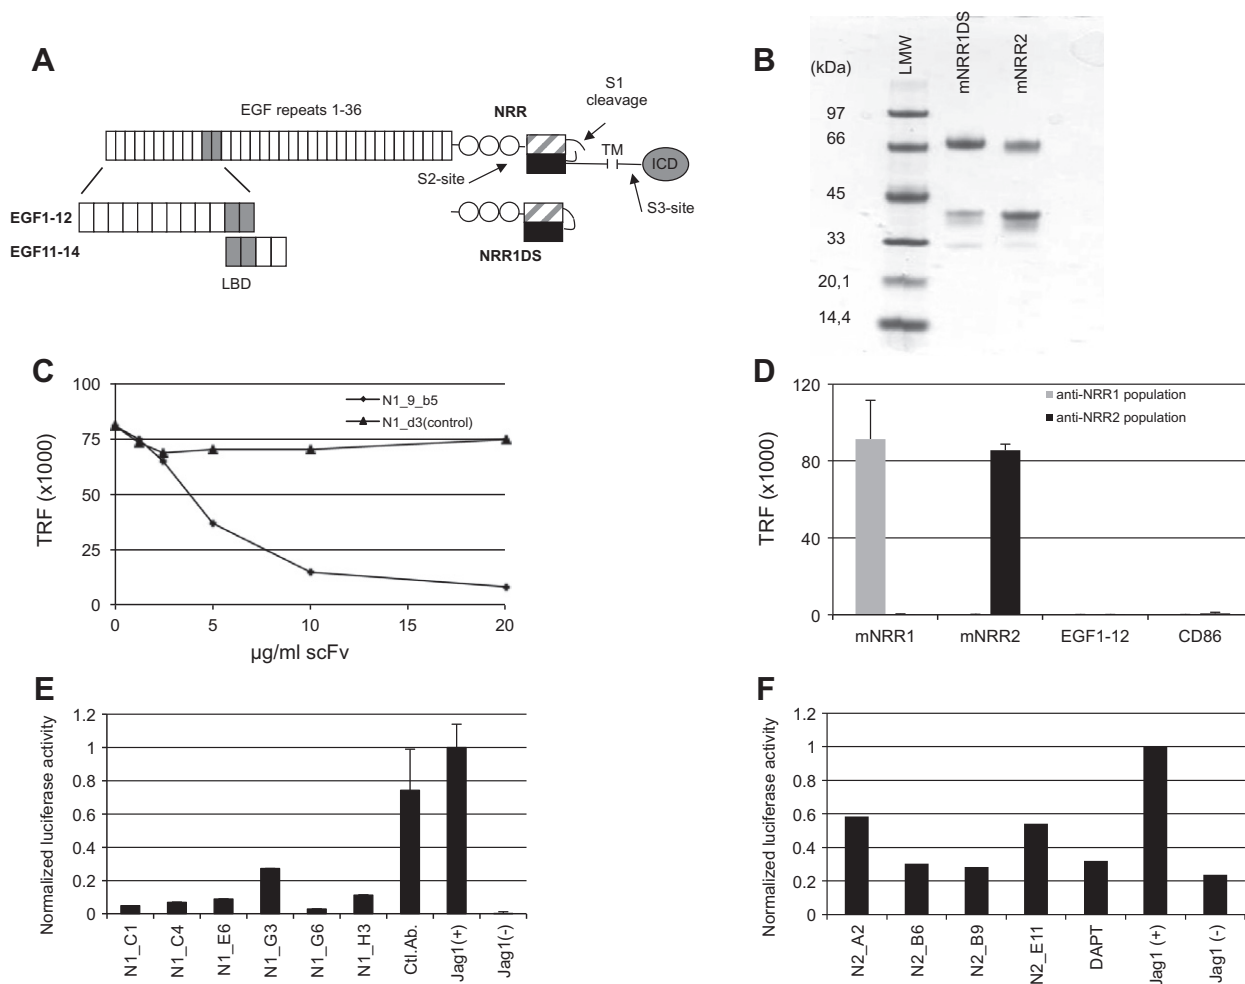 A
EGF repeats 1-36
NRR
S1
cleavage
TM
ICD
S2-site
S3-site
EGF1-12
EGF11-14
LBD
NRR1DS
B
(kDa)
LMW
mNRR1DS
mNRR2
97
66
45
33
20,1
14,4
C
TRF (x1000)
100
75
50
25
0
0
5
10
15
20
µg/ml scFv
N1_9_b5
N1_d3(control)
D
TRF (x1000)
120
80
40
0
anti-NRR1 population
anti-NRR2 population
mNRR1
mNRR2
EGF1-12
CD86
E
Normalized luciferase activity
1.2
1
0.8
0.6
0.4
0.2
0
N1_C1
N1_C4
N1_E6
N1_G3
N1_G6
N1_H3
Ctl.Ab.
Jag1(+)
Jag1(-)
F
Normalized luciferase activity
1.2
1
0.8
0.6
0.4
0.2
0
N2_A2
N2_B6
N2_B9
N2_E11
DAPT
Jag1 (+)
Jag1 (-)